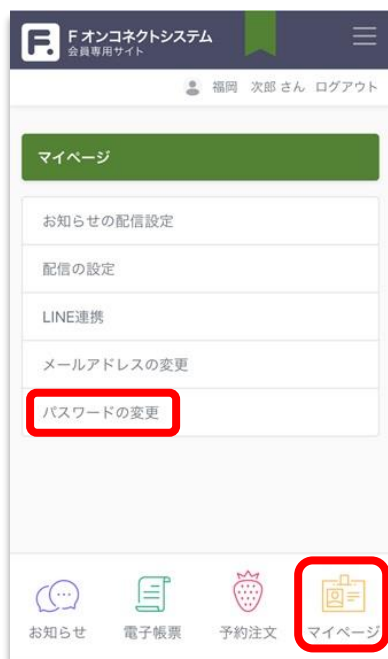 F.
F オンコネクトシステム
会員専用サイト
福岡 次郎 さん ログアウト
マイページ
お知らせの配信設定
配信の設定
LINE連携
メールアドレスの変更
パスワードの変更
お知らせ 電子帳票 予約注文 マイページ